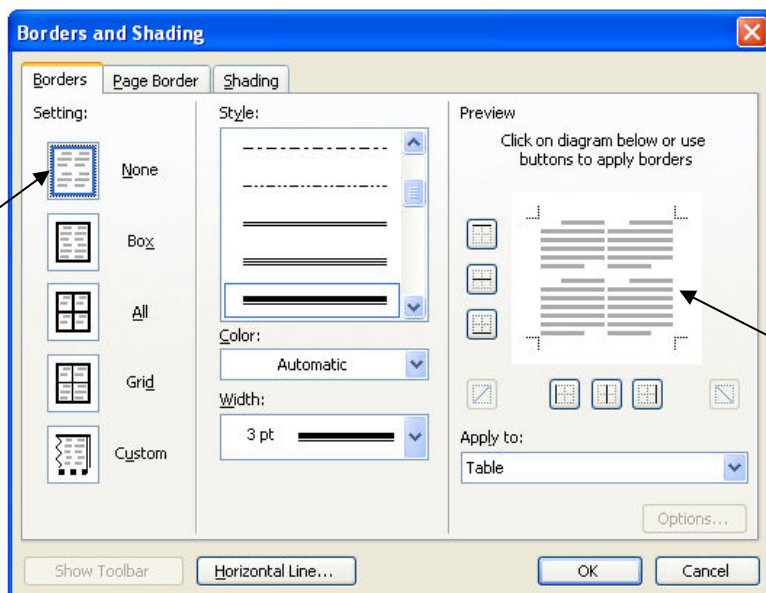 Borders and Shading
Borders
Page Border
Shading
Setting:
None
Box
All
Grid
Custom
Style:
Color:
Automatic
Width:
3 pt
Preview
Click on diagram below or use
buttons to apply borders
Apply to:
Table
Options...
Show Toolbar
Horizontal Line...
OK
Cancel